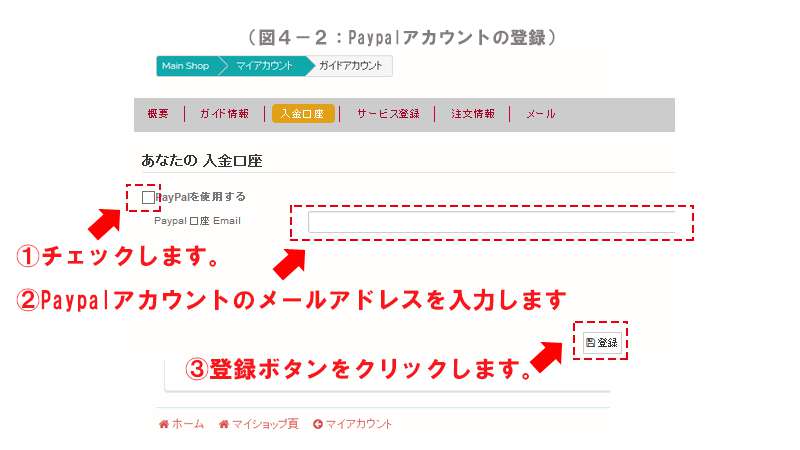 （図４－２：Paypalアカウントの登録）
Main Shop マイアカウント ガイドアカウント
概要 ガイド情報 入金口座 サービス登録 注文情報 メール
あなたの 入金口座
PayPalを使用する
Paypal 口座 Email
①チェックします。
②Paypalアカウントのメールアドレスを入力します
登録
③登録ボタンをクリックします。
ホーム マイショップ頁 マイアカウント